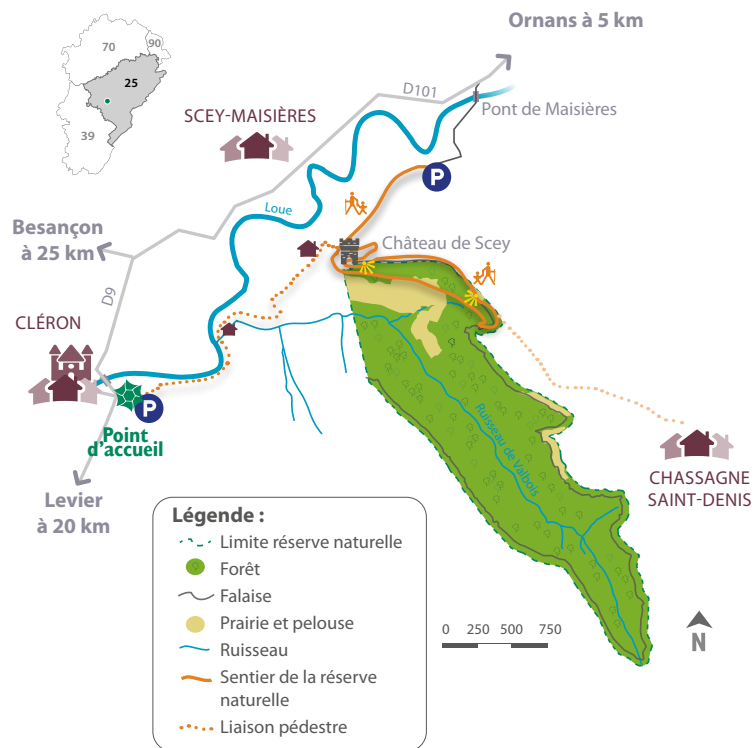 Ornans à 5 km
70
90
25
39
D101
Pont de Maisières
SCEY-MAISIÈRES
P
Loue
Besançon
à 25 km
Château de Scey
D9
CLÉRON
P
Point
d'accueil
Ruisseau de Valbois
CHASSAGNE
SAINT-DENIS
Levier
à 20 km
Légende :
Limite réserve naturelle
Forêt
Falaise
Prairie et pelouse
Ruisseau
Sentier de la réserve
naturelle
Liaison pédestre
0 250 500 750
N